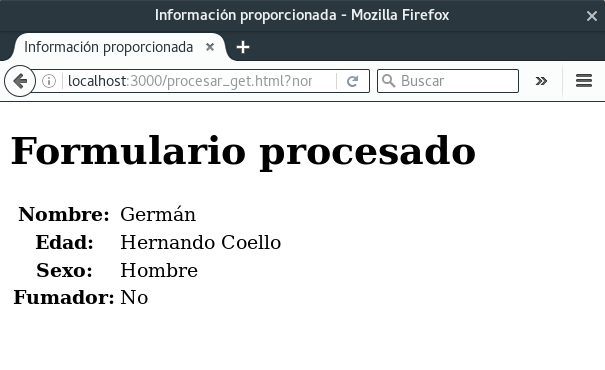 Información proporcionada - Mozilla Firefox
Información proporcionada
localhost:3000/procesar_get.html?nor
Buscar
Formulario procesado
Nombre: Germán
Edad: Hernando Coello
Sexo: Hombre
Fumador: No